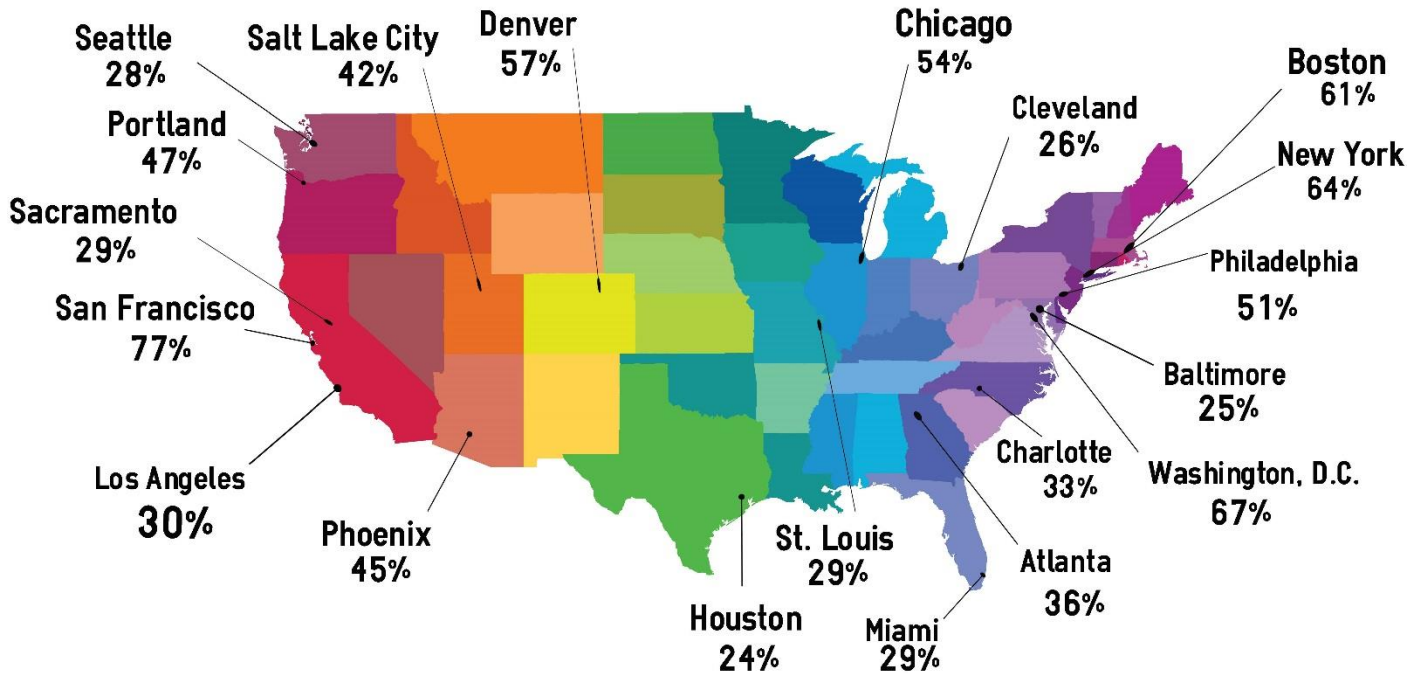 Seattle
28%
Salt Lake City
42%
Denver
57%
Chicago
54%
Boston
61%
Portland
47%
Cleveland
26%
New York
64%
Sacramento
29%
Philadelphia
51%
San Francisco
77%
Baltimore
25%
Los Angeles
30%
Phoenix
45%
Houston
24%
St. Louis
29%
Miami
29%
Atlanta
36%
Charlotte
33%
Washington, D.C.
67%